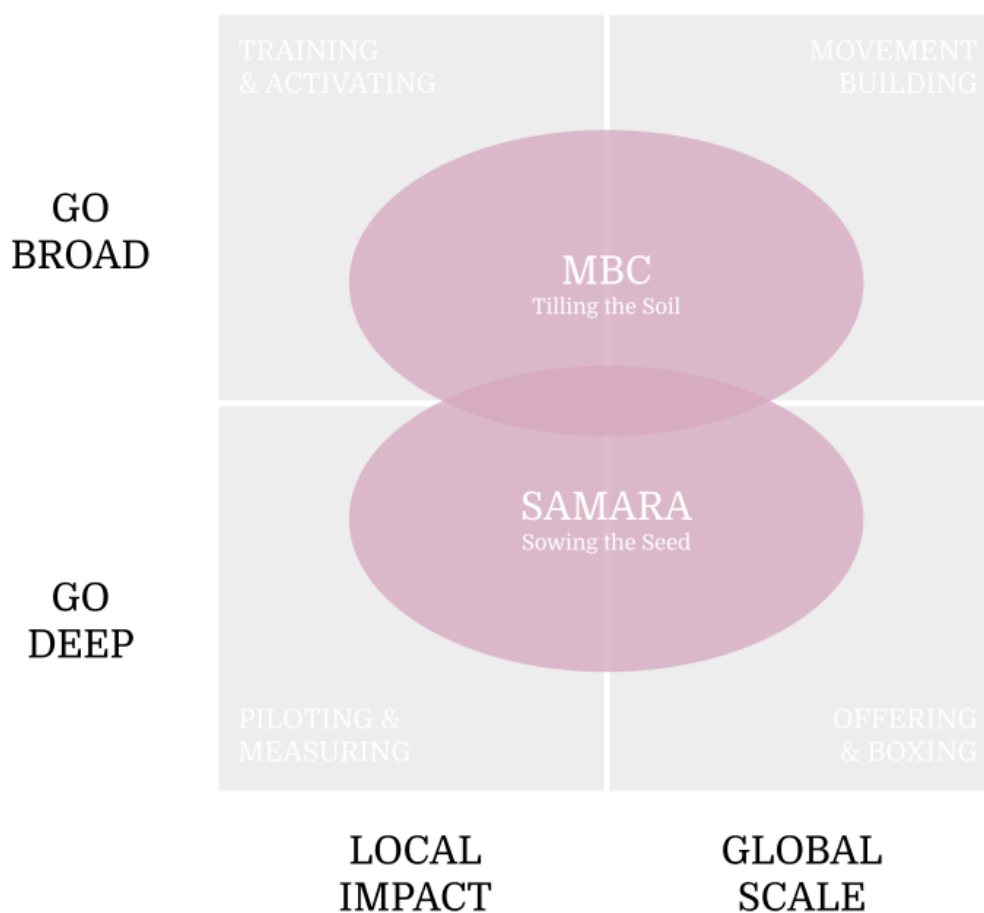 TRAINING
& ACTIVATING
MOVEMENT
BUILDING
GO
BROAD
MBC
Tilling the Soil
SAMARA
Sowing the Seed
GO
DEEP
PILOTING &
MEASURING
OFFERING
& BOXING
LOCAL
IMPACT
GLOBAL
SCALE